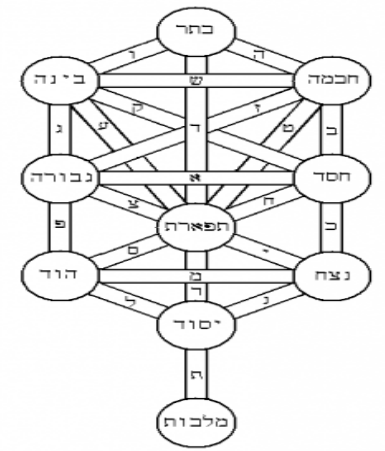 כתר
ה ו
חכמה ש בינה
ז ק
ב ט ד ע ג
חסד א גבורה
ח צ
כ תפארת פ
י ס
נצח מ הוד
ר
נ ל
יסוד
ת
מלכות